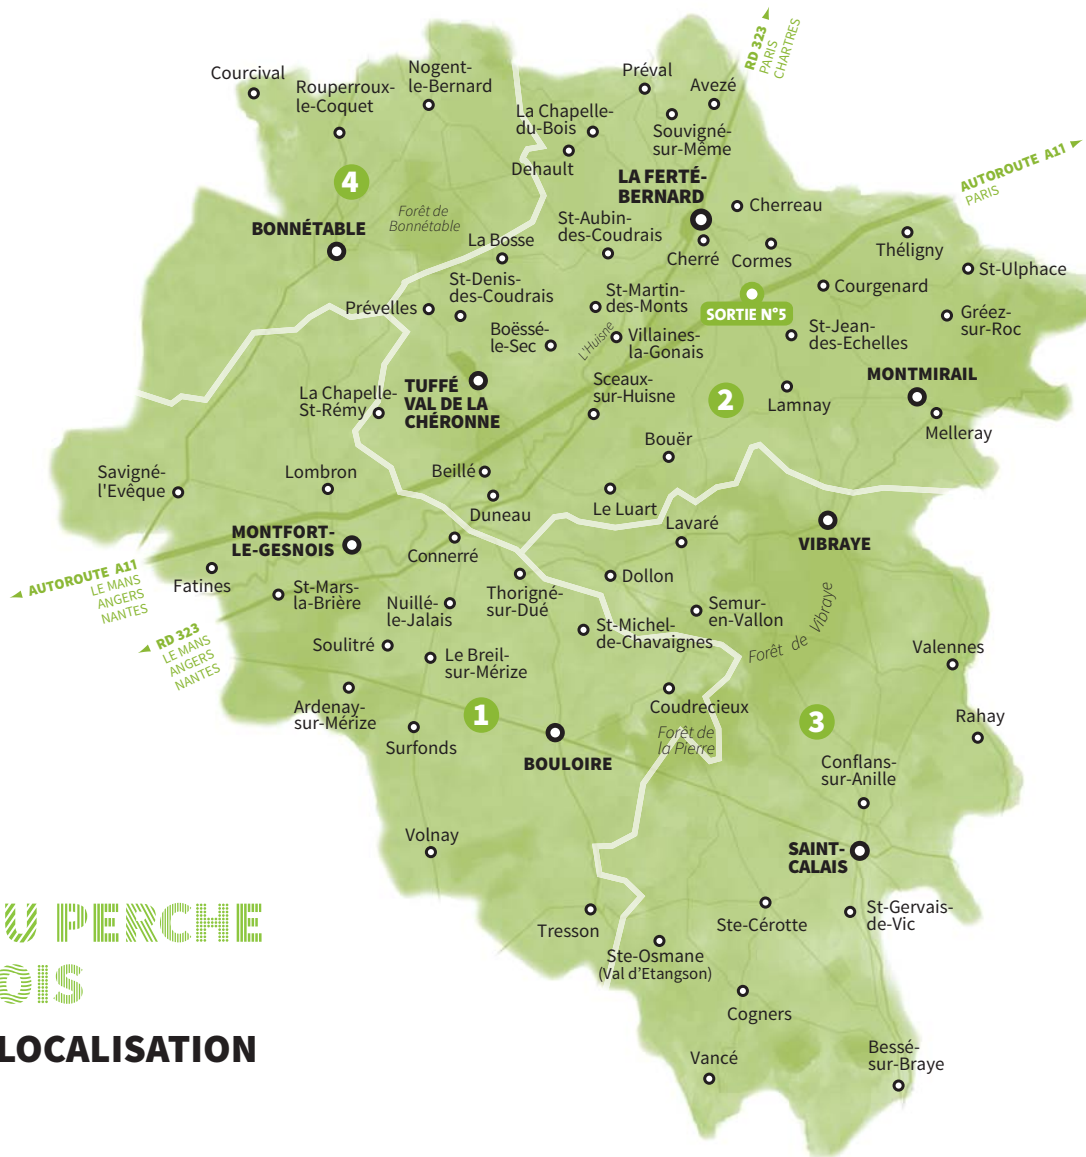 RD 323
PARIS
CHARTRES
Courcival
Rouperroux-
le-Coquet
Nogent-
le-Bernard
Préval
Avezé
La Chapelle-
du-Bois
Souvigné-
sur-Même
Dehault
AUTOROUTE A11
PARIS
4
LA FERTÉ-
BERNARD
Cherreau
Forêt de
Bonnétable
BONNÉTABLE
St-Aubin-
des-Coudrais
La Bosse
Cherré
Cormes
Théligny
St-Ulphace
St-Denis-
des-Coudrais
Courgenard
Prévelles
St-Martin-
des-Monts
SORTIE N°5
Gréez-
sur-Roc
Boëssé-
le-Sec
L'Huisne
Villaines-
la-Gonais
St-Jean-
des-Echelles
MONTMIRAIL
TUFFÉ
VAL DE LA
CHÉRONNE
Sceaux-
sur-Huisne
La Chapelle-
St-Rémy
2
Lamnay
Melleray
Bouër
Savigné-
l'Evêque
Lombron
Beillé
Duneau
Le Luart
Lavaré
MONTFORT-
LE-GESNOIS
VIBRAYE
Connerré
AUTOROUTE A11
LE MANS
ANGERS
NANTES
Fatines
St-Mars-
la-Brière
Nuillé-
le-Jalais
Thorigné-
sur-Dué
Dollon
Semur-
en-Vallon
Forêt de Vibraye
RD 323
LE MANS
ANGERS
NANTES
Soulitré
St-Michel-
de-Chavaignes
Valennes
Le Breil-
sur-Mérize
Ardenay-
sur-Mérize
1
Coudrecieux
3
Rahay
Surfonds
Forêt de
la Pierre
BOULOIRE
Conflans-
sur-Anille
Volnay
SAINT-
CALAIS
U PERCHE
OIS
LOCALISATION
Tresson
Ste-Cérotte
St-Gervais-
de-Vic
Ste-Osmane
(Val d'Etangson)
Cogners
Vancé
Bessé-
sur-Braye